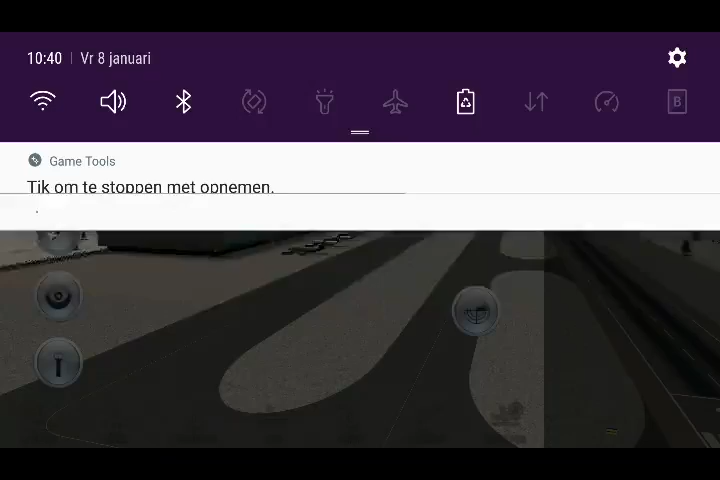 10:40 | Vr 8 januari
B
Game Tools
Tik om te stoppen met opnemen.